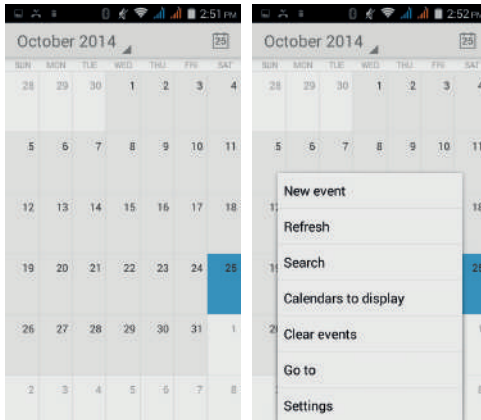 2:51 PM
October 2014
25
SUN MON TUE WED THU FRI SAT
28 29 30 1 2 3 4
5 6 7 8 9 10 11
12 13 14 15 16 17 18
19 20 21 22 23 24 25
26 27 28 29 30 31 1
2 3 4 5 6 7 8
2:52 PM
October 2014
25
SUN MON TUE WED THU FRI SAT
28 29 30 1 2 3 4
5 6 7 8 9 10 11
New event
Refresh
Search
Calendars to display
Clear events
Go to
Settings